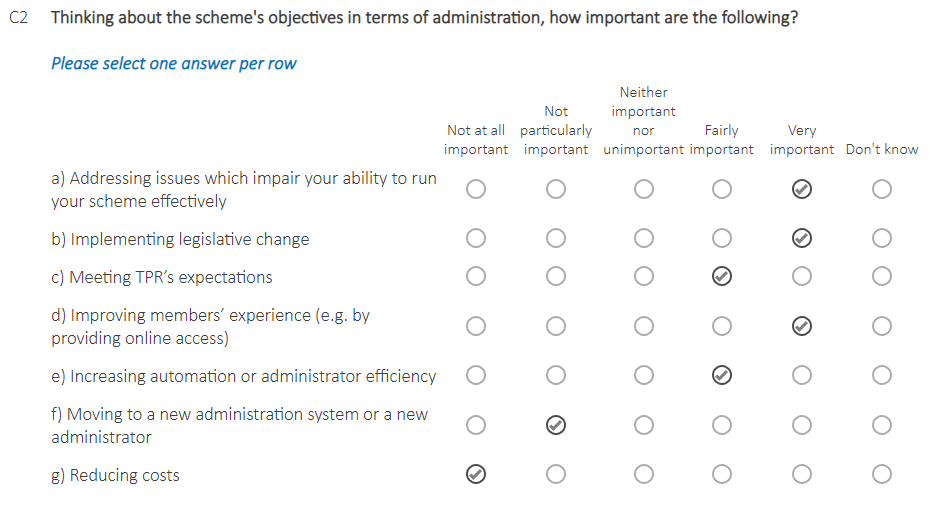 C2 Thinking about the scheme's objectives in terms of administration, how important are the following?
Please select one answer per row
Not at all important
Not particularly important
Neither important nor unimportant
Fairly important
Very important
Don't know
a) Addressing issues which impair your ability to run
your scheme effectively
b) Implementing legislative change
c) Meeting TPR’s expectations
d) Improving members’ experience (e.g. by
providing online access)
e) Increasing automation or administrator efficiency
f) Moving to a new administration system or a new
administrator
g) Reducing costs